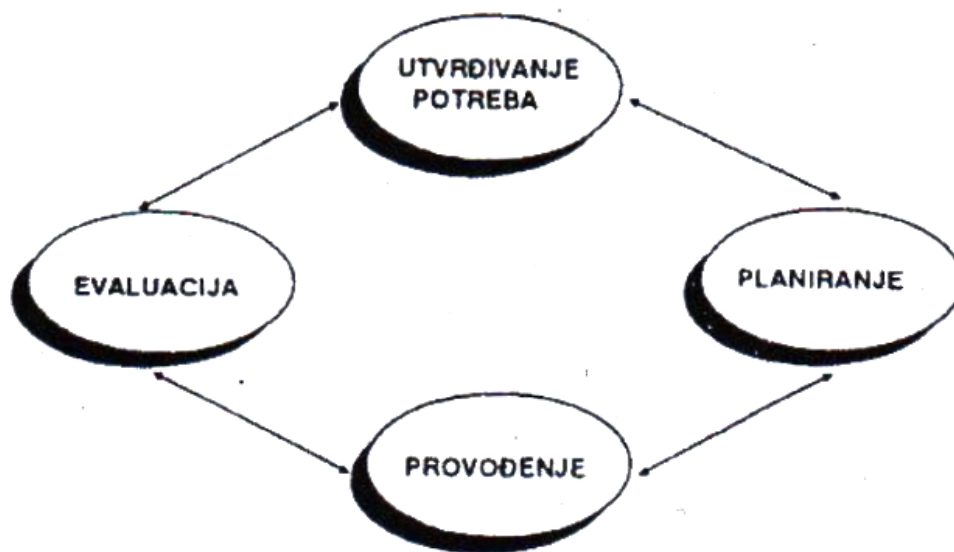 UTVRĐIVANJE
POTREBA
EVALUACIJA
PLANIRANJE
PROVOĐENJE